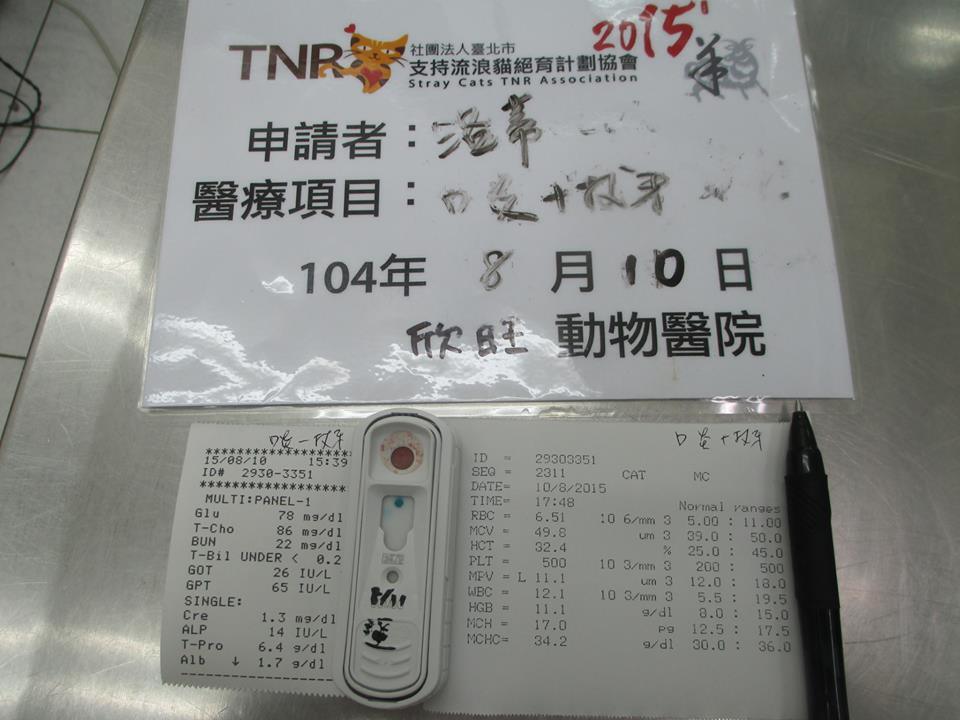 TNR 社團法人臺北市
支持流浪貓絕育計劃協會
Stray Cats TNR Association
2015 羊
申請者：
醫療項目：口炎+拔牙
104年 8 月 10 日
欣旺 動物醫院
********************
15/08/10 15:39
ID# 2930-3351
********************
MULTI:PANEL-1
Glu 78 mg/dl
T-Cho 86 mg/dl
BUN 22 mg/dl
T-Bil UNDER < 0.2
GOT 26 IU/L
GPT 65 IU/L
SINGLE:
Cre 1.3 mg/dl
ALP 14 IU/L
T-Pro 6.4 g/dl
Alb ↓ 1.7 g/dl
8/11
口炎+拔牙
ID = 29303351
SEQ = 2311 CAT MC
DATE= 10/8/2015
TIME= 17:48 Normal ranges
RBC = 6.51 10 6/mm 3 5.00 : 11.00
MCV = 49.8 um 3 39.0 : 50.0
HCT = 32.4 % 25.0 : 45.0
PLT = 500 10 3/mm 3 200 : 500
MPV = L 11.1 um 3 12.0 : 18.0
WBC = 12.1 10 3/mm 3 5.5 : 19.5
HGB = 11.1 g/dl 8.0 : 15.0
MCH = 17.0 pg 12.5 : 17.5
MCHC= 34.2 g/dl 30.0 : 36.0